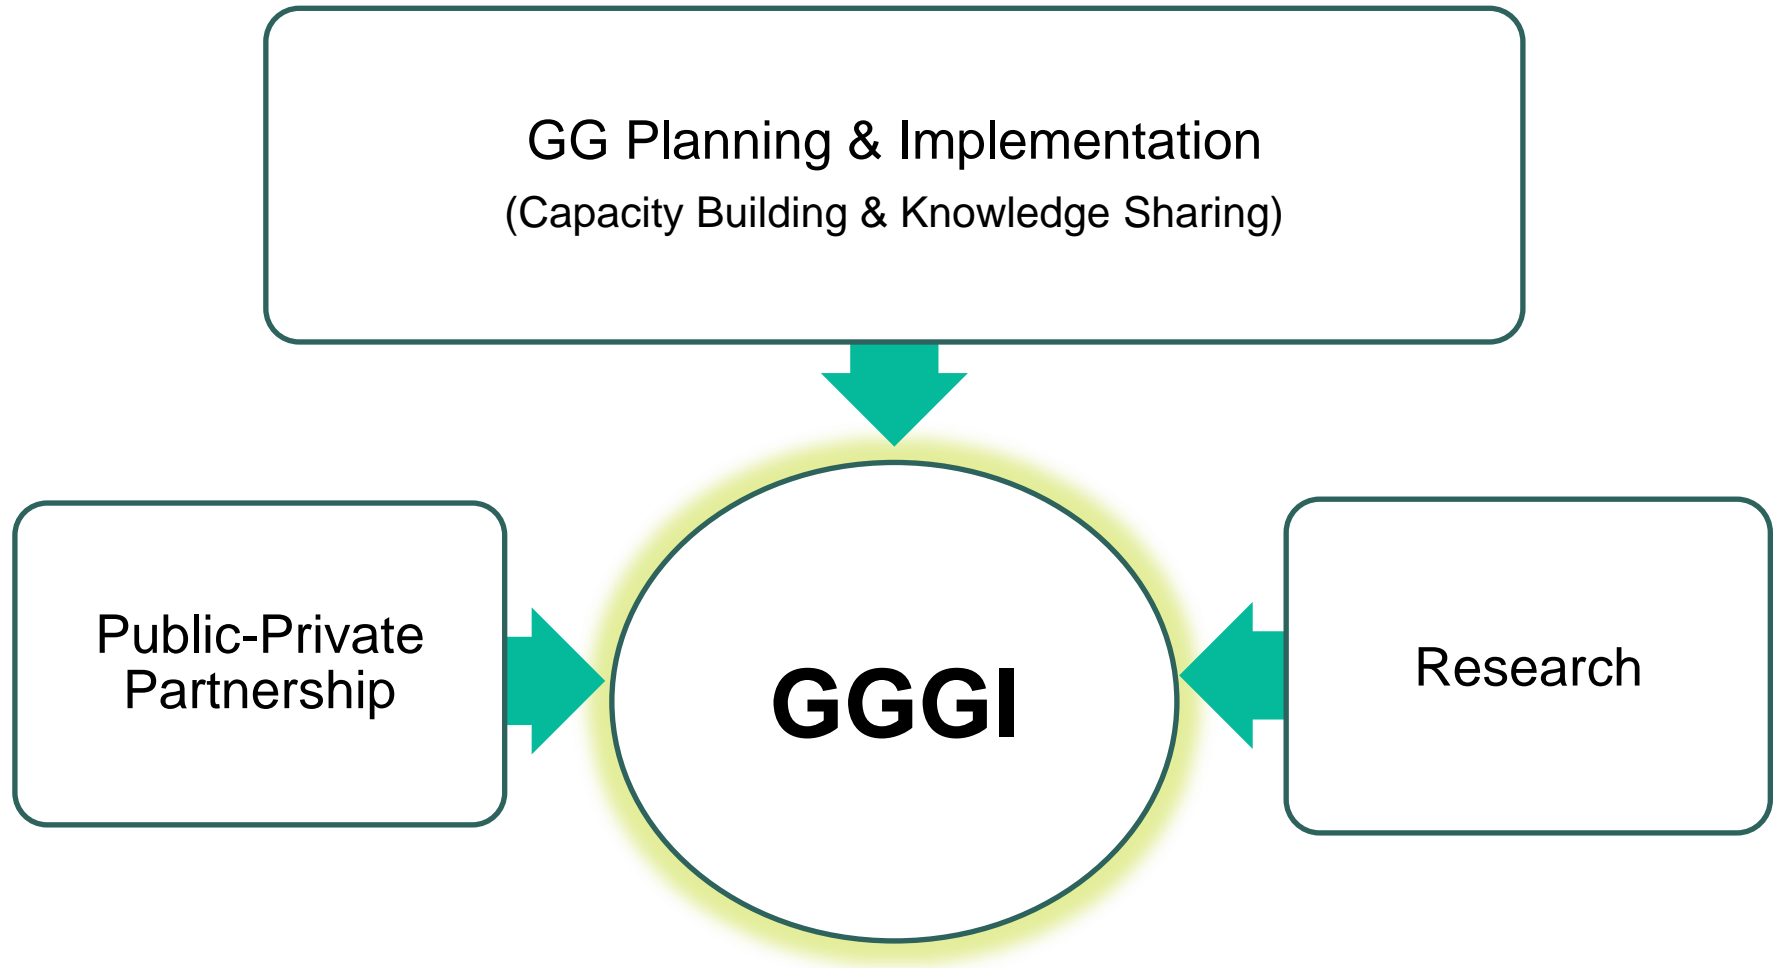 GG Planning & Implementation
(Capacity Building & Knowledge Sharing)
Public-Private
Partnership
GGGI
Research